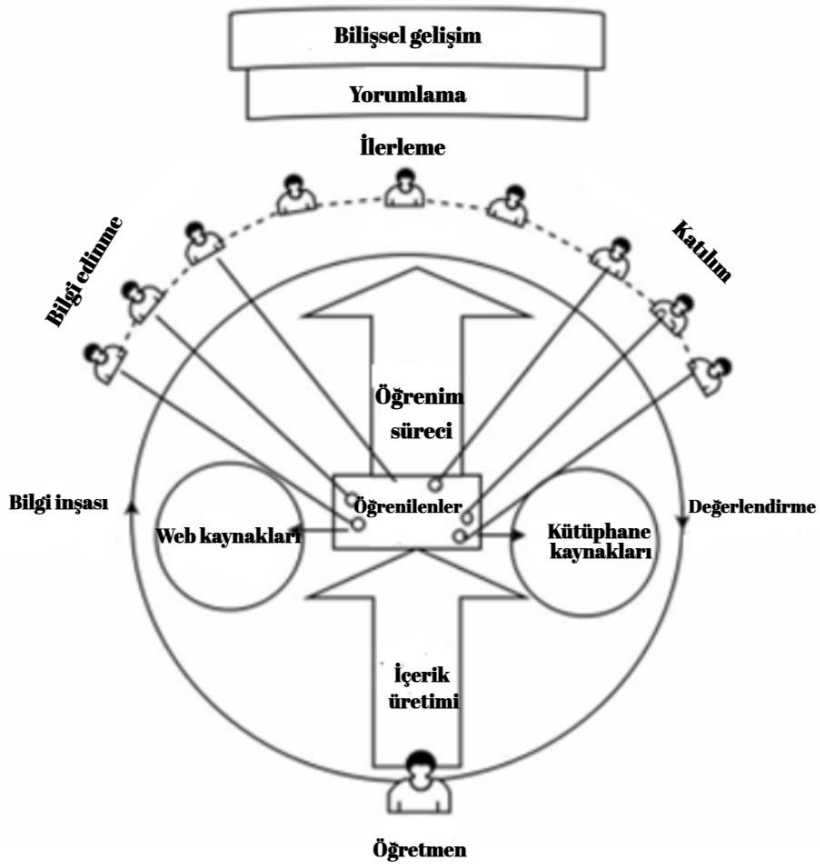 Bilişsel gelişim
Yorumlama
İlerleme
Bilgi edinme
Katılım
Öğrenim
süreci
Bilgi inşası
Öğrenilenler
Değerlendirme
Web kaynakları
Kütüphane
kaynakları
İçerik
üretimi
Öğretmen